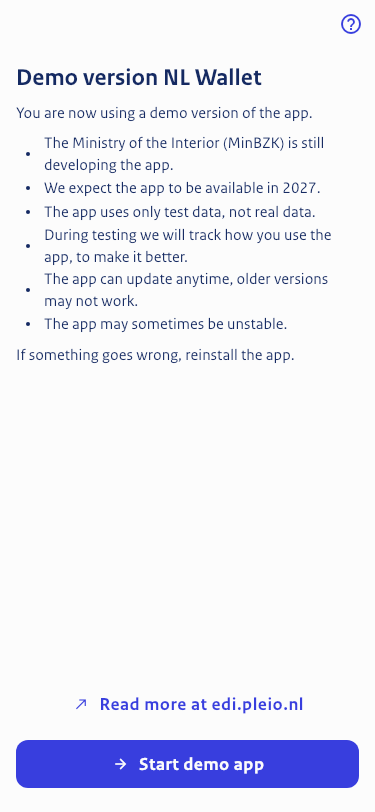 Demo version NL Wallet
You are now using a demo version of the app.
• The Ministry of the Interior (MinBZK) is still
developing the app.
• We expect the app to be available in 2027.
• The app uses only test data, not real data.
• During testing we will track how you use the
app, to make it better.
• The app can update anytime, older versions
may not work.
• The app may sometimes be unstable.
If something goes wrong, reinstall the app.
Read more at edi.pleio.nl
Start demo app